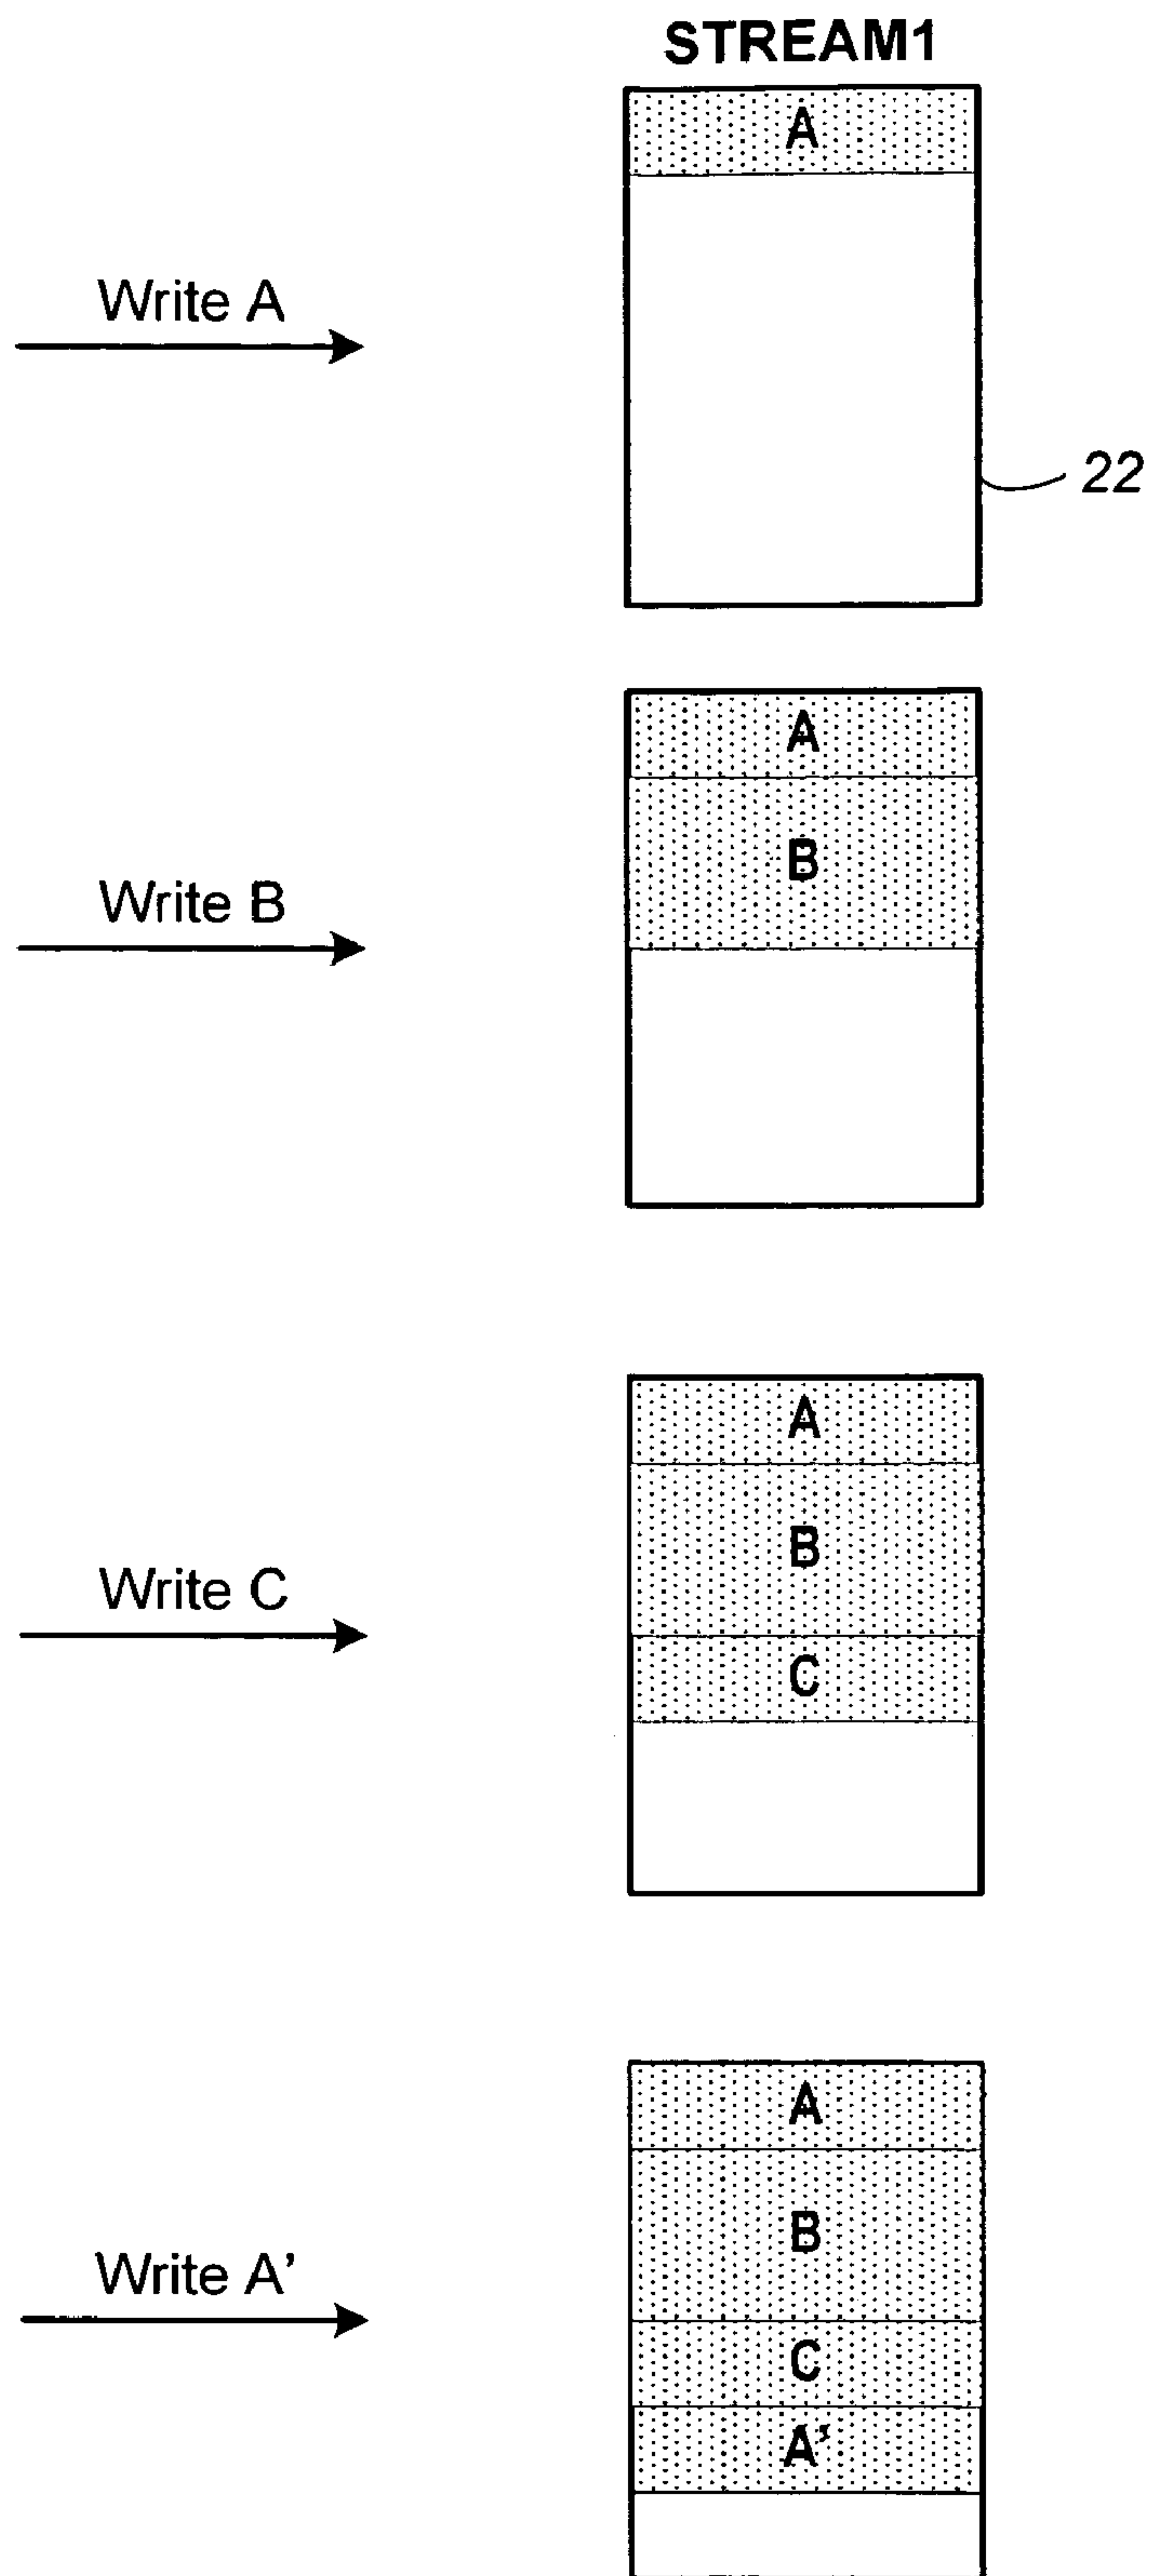 STREAM1
A
Write A
22
A
B
Write B
A
B
Write C
C
A
B
Write A’
C
A’